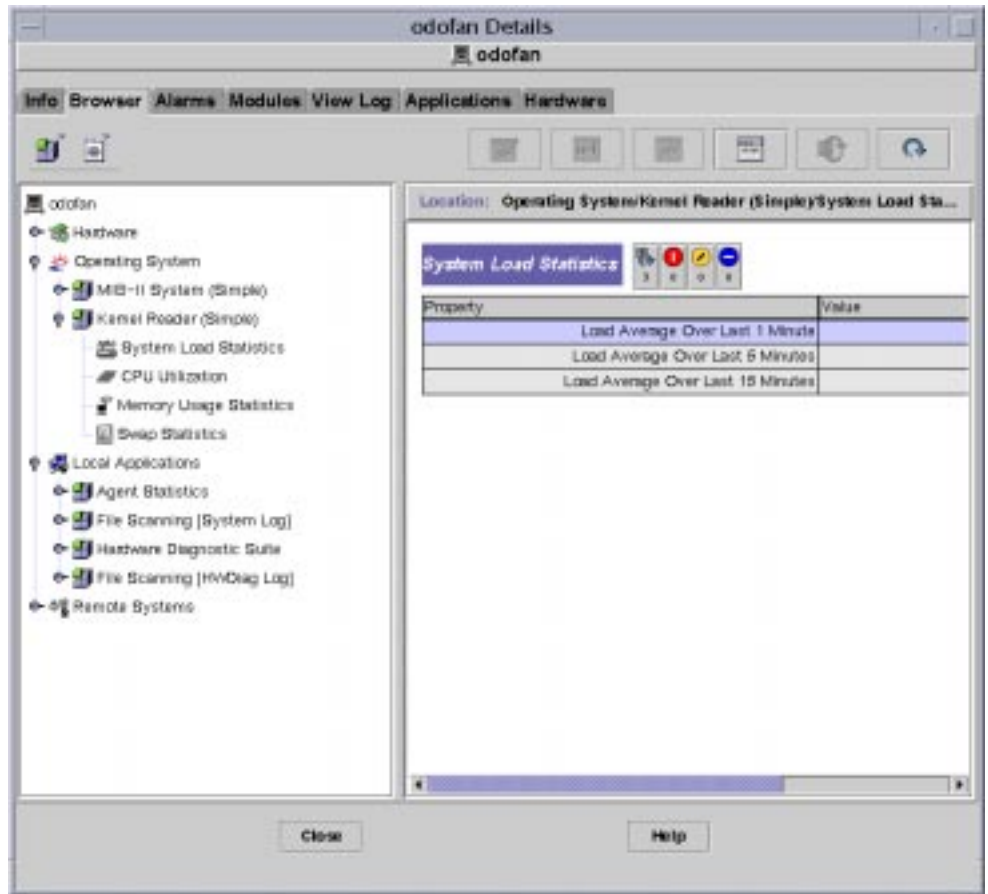 odofan Details
odofan
Info Browser Alarms Modules View Log Applications Hardware
odofan
Hardware
Operating System
MIB-II System (Simple)
Kernel Reader (Simple)
System Load Statistics
CPU Utilization
Memory Usage Statistics
Swap Statistics
Local Applications
Agent Statistics
File Scanning [System Log]
Hardware Diagnostic Suite
File Scanning [HWDiag Log]
Remote Systems
Location: Operating System/Kernel Reader (Simple)/System Load Sta...
System Load Statistics
Property Value
Load Average Over Last 1 Minute
Load Average Over Last 5 Minutes
Load Average Over Last 15 Minutes
Close Help